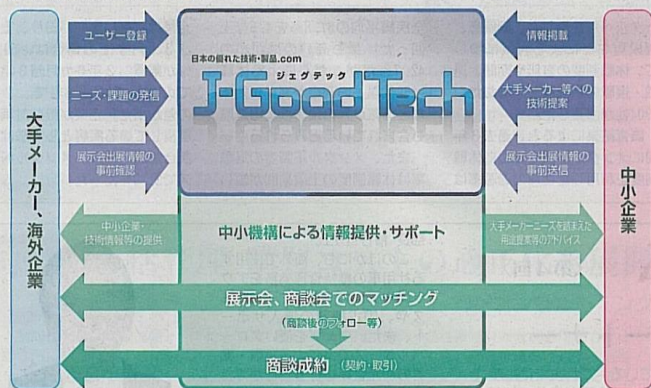 大手メーカー、海外企業
ユーザー登録
ニーズ・課題の発信
展示会出展情報の
事前確認
中小企業・
技術情報等の提供
日本の優れた技術・製品.com
ジェグテック
J-GoodTech
中小機構による情報提供・サポート
展示会、商談会でのマッチング
(商談後のフォロー等)
商談成約 (契約・取引)
情報掲載
大手メーカー等への
技術提案
展示会出展情報の
事前送信
大手メーカーニーズを踏まえた
用途提案等のアドバイス
中小企業